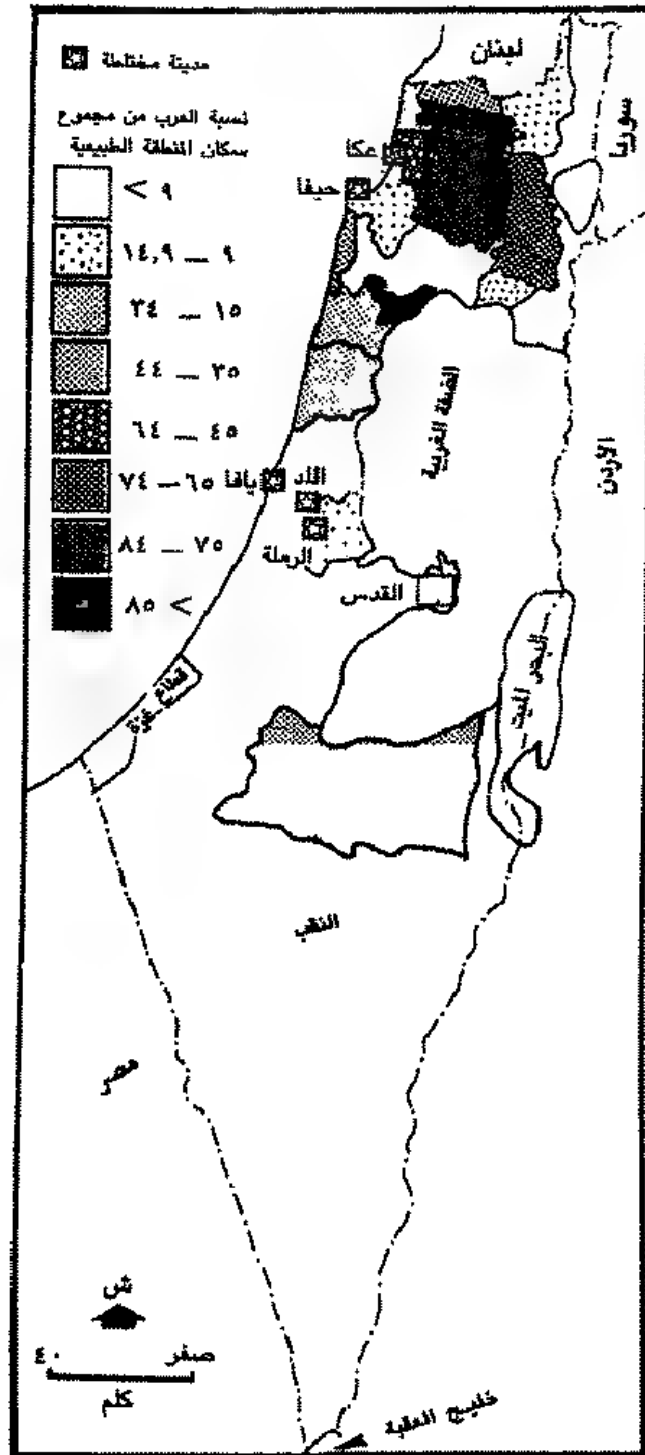 لبنان
سوريا
مدينة مختلطة
نسبة العرب من مجموع
سكان المنطقة الطبيعية
< ٩
٩ — ١٤,٩
١٥ — ٣٤
٣٥ — ٤٤
٤٥ — ٦٤
٦٥ — ٧٤
٧٥ — ٨٤
٨٥ >
عكا
حيفا
الضفة الغربية
الأردن
يافا
اللد
الرملة
القدس
البحر الميت
قطاع غزة
النقب
مصر
ش
صفر ٤٠
كلم
خليج العقبة